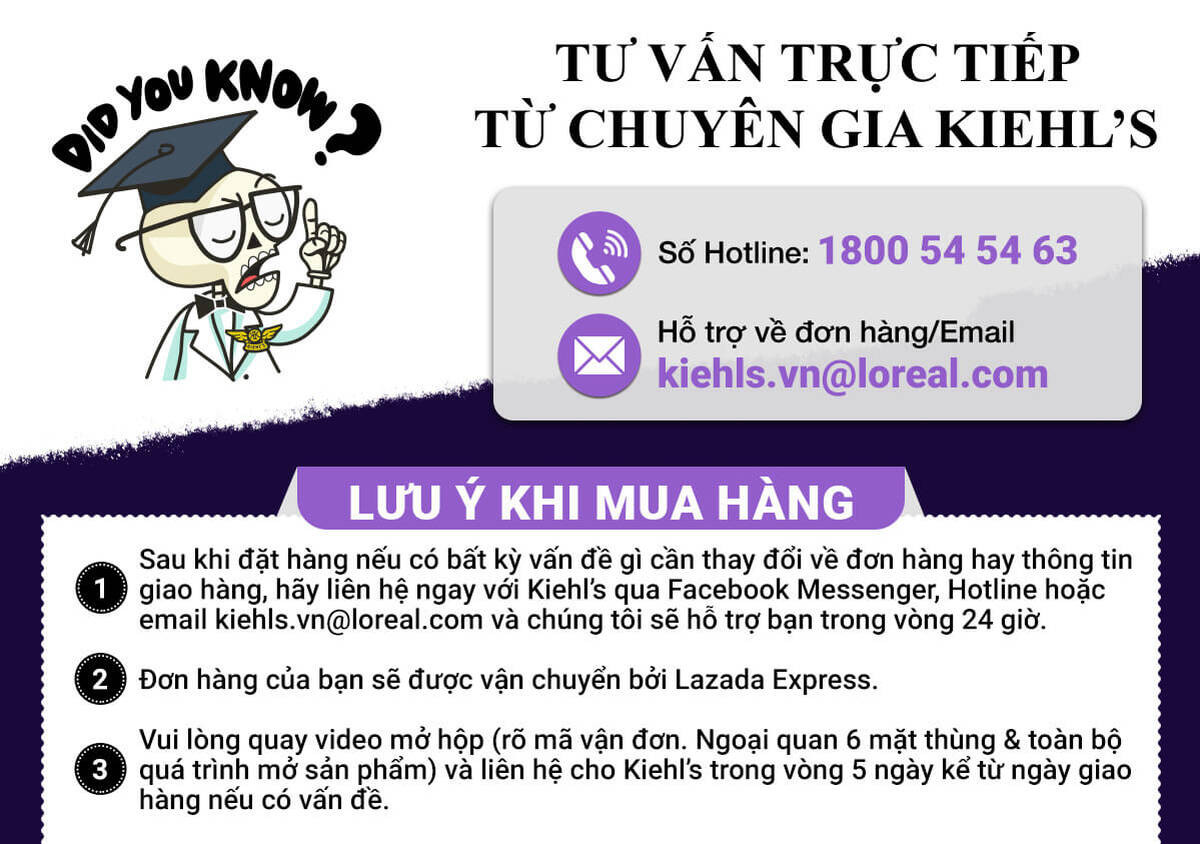 DID YOU KNOW?
TƯ VẤN TRỰC TIẾP
TỪ CHUYÊN GIA KIEHL’S
Số Hotline: 1800 54 54 63
Hỗ trợ về đơn hàng/Email
kiehls.vn@loreal.com
LƯU Ý KHI MUA HÀNG
1 Sau khi đặt hàng nếu có bất kỳ vấn đề gì cần thay đổi về đơn hàng hay thông tin
giao hàng, hãy liên hệ ngay với Kiehl’s qua Facebook Messenger, Hotline hoặc
email kiehls.vn@loreal.com và chúng tôi sẽ hỗ trợ bạn trong vòng 24 giờ.
2 Đơn hàng của bạn sẽ được vận chuyển bởi Lazada Express.
3 Vui lòng quay video mở hộp (rõ mã vận đơn. Ngoại quan 6 mặt thùng & toàn bộ
quá trình mở sản phẩm) và liên hệ cho Kiehl’s trong vòng 5 ngày kể từ ngày giao
hàng nếu có vấn đề.